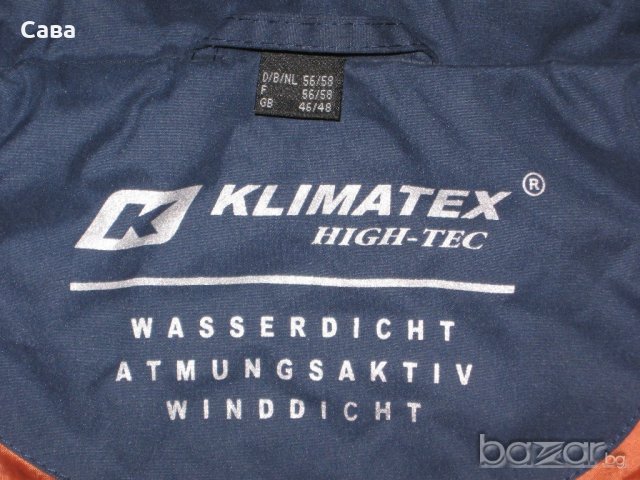 Сава
D/B/NL 56/58
F 56/58
GB 46/48
K KLIMATEX ®
HIGH-TEC
WASSERDICHT
ATMUNGSAKTIV
WINDDICHT
bazar.bg